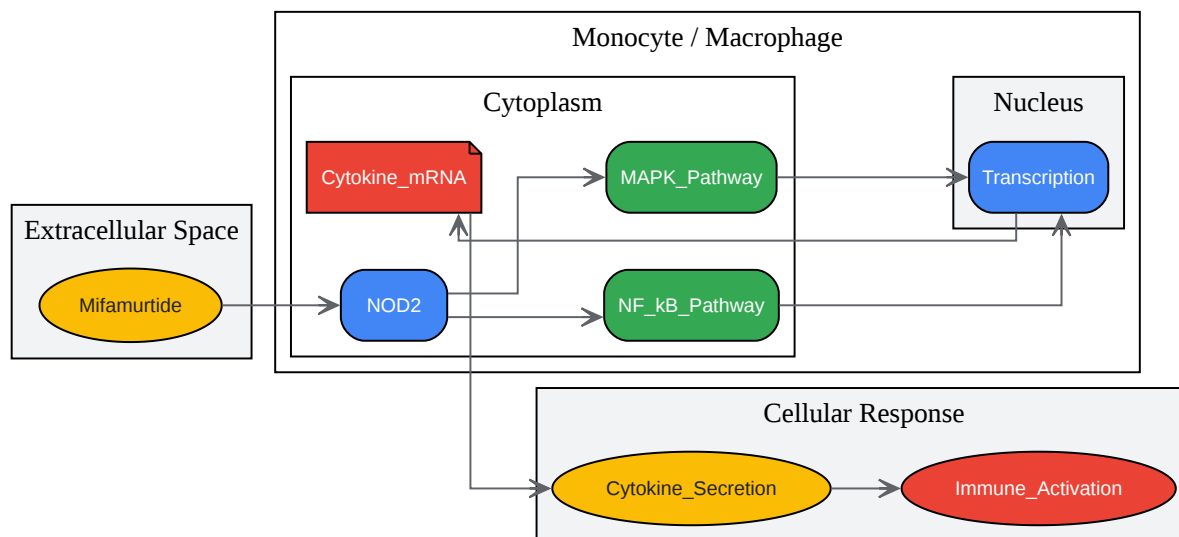 Monocyte / Macrophage
Cytoplasm
Nucleus
Cytokine_mRNA
MAPK_Pathway
Transcription
Extracellular Space
Mifamurtide
NOD2
NF_kB_Pathway
Cellular Response
Cytokine_Secretion
Immune_Activation